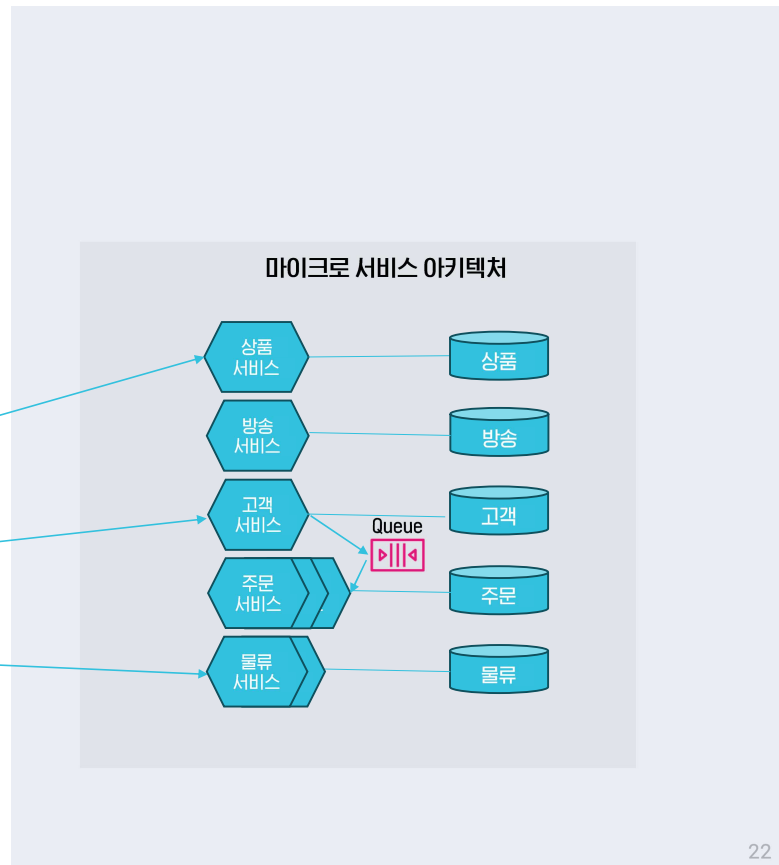 마이크로 서비스 아키텍처
상품
서비스
상품
방송
서비스
방송
고객
서비스
고객
Queue
주문
서비스
주문
물류
서비스
물류
22